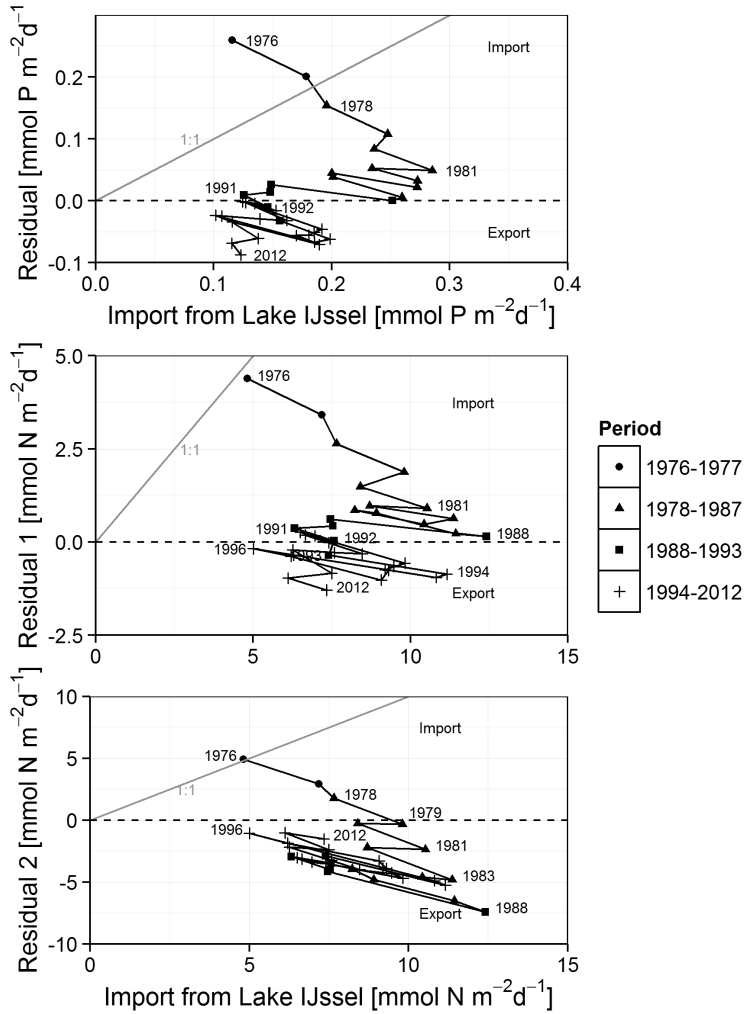 Residual [mmol P m−2d−1]
0.2
0.1
0.0
-0.1
1976
Import
1978
1:1
1981
1991
1992
Export
2012
0.0 0.1 0.2 0.3 0.4
Import from Lake IJssel [mmol P m−2d−1]
Residual 1 [mmol N m−2d−1]
5.0
2.5
0.0
-2.5
1976
Import
1:1
1981
1991
1992
1988
1996
1993
1994
2012
Export
0 5 10 15
Period
1976-1977
1978-1987
1988-1993
1994-2012
Residual 2 [mmol N m−2d−1]
10
5
0
-5
-10
Import
1976
1:1
1978
1979
1996
2012
1981
1983
1988
Export
0 5 10 15
Import from Lake IJssel [mmol N m−2d−1]